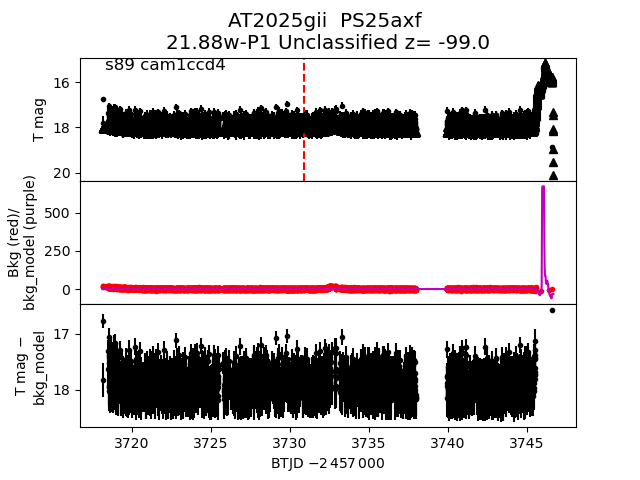 AT2025gii  PS25axf
21.88w-P1 Unclassified z= -99.0
s89 cam1ccd4
T mag
16
18
20
Bkg (red)/
bkg_model (purple)
500
250
0
T mag −
bkg_model
17
18
3720
3725
3730
3735
3740
3745
BTJD −2 457 000